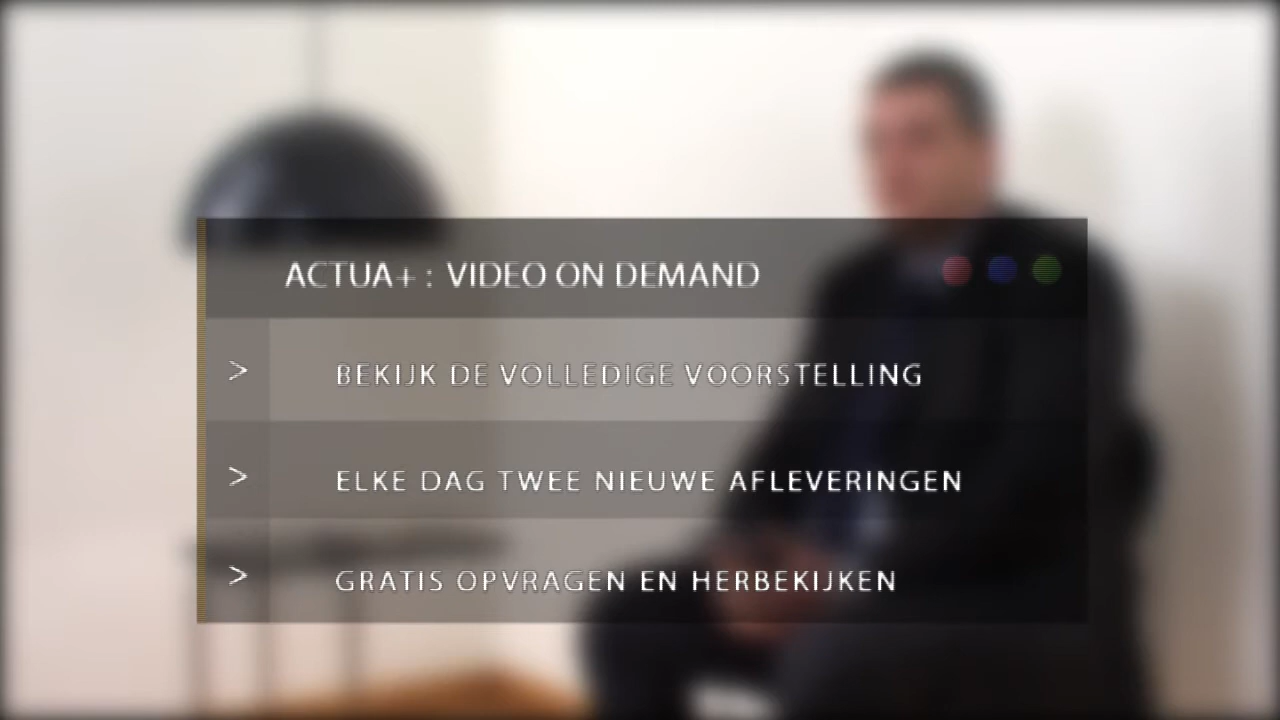 ACTUA+ : VIDEO ON DEMAND
> BEKIJK DE VOLLEDIGE VOORSTELLING
> ELKE DAG TWEE NIEUWE AFLEVERINGEN
> GRATIS OPVRAGEN EN HERBEKIJKEN